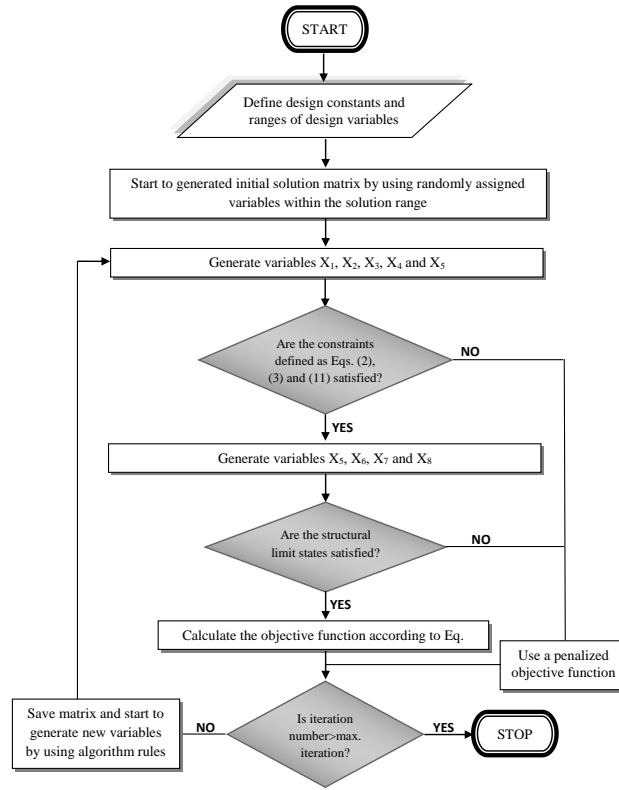 START
Define design constants and
ranges of design variables
Start to generated initial solution matrix by using randomly assigned
variables within the solution range
Generate variables X₁, X₂, X₃, X₄ and X₅
Are the constraints
defined as Eqs. (2),
(3) and (11) satisfied?
NO
YES
Generate variables X₅, X₆, X₇ and X₈
Are the structural
limit states satisfied?
NO
YES
Calculate the objective function according to Eq.
Use a penalized
objective function
Is iteration
number>max.
iteration?
NO
YES
Save matrix and start to
generate new variables
by using algorithm rules
STOP